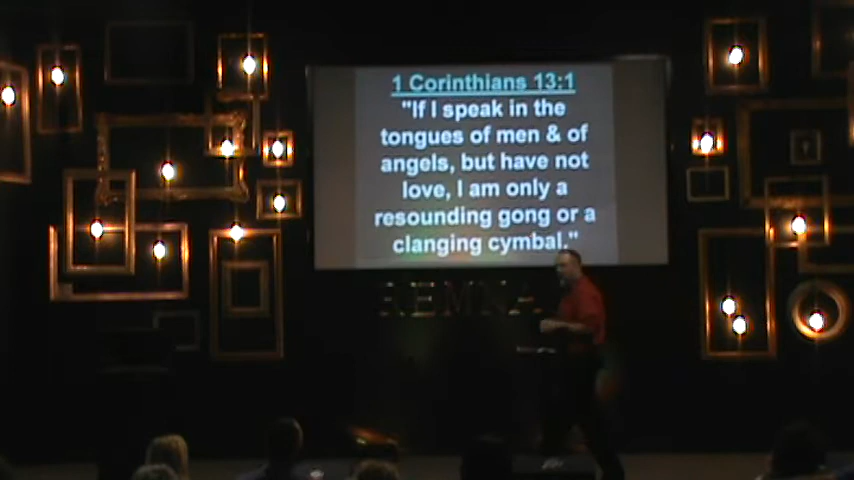 1 Corinthians 13:1
"If I speak in the
tongues of men & of
angels, but have not
love, I am only a
resounding gong or a
clanging cymbal."